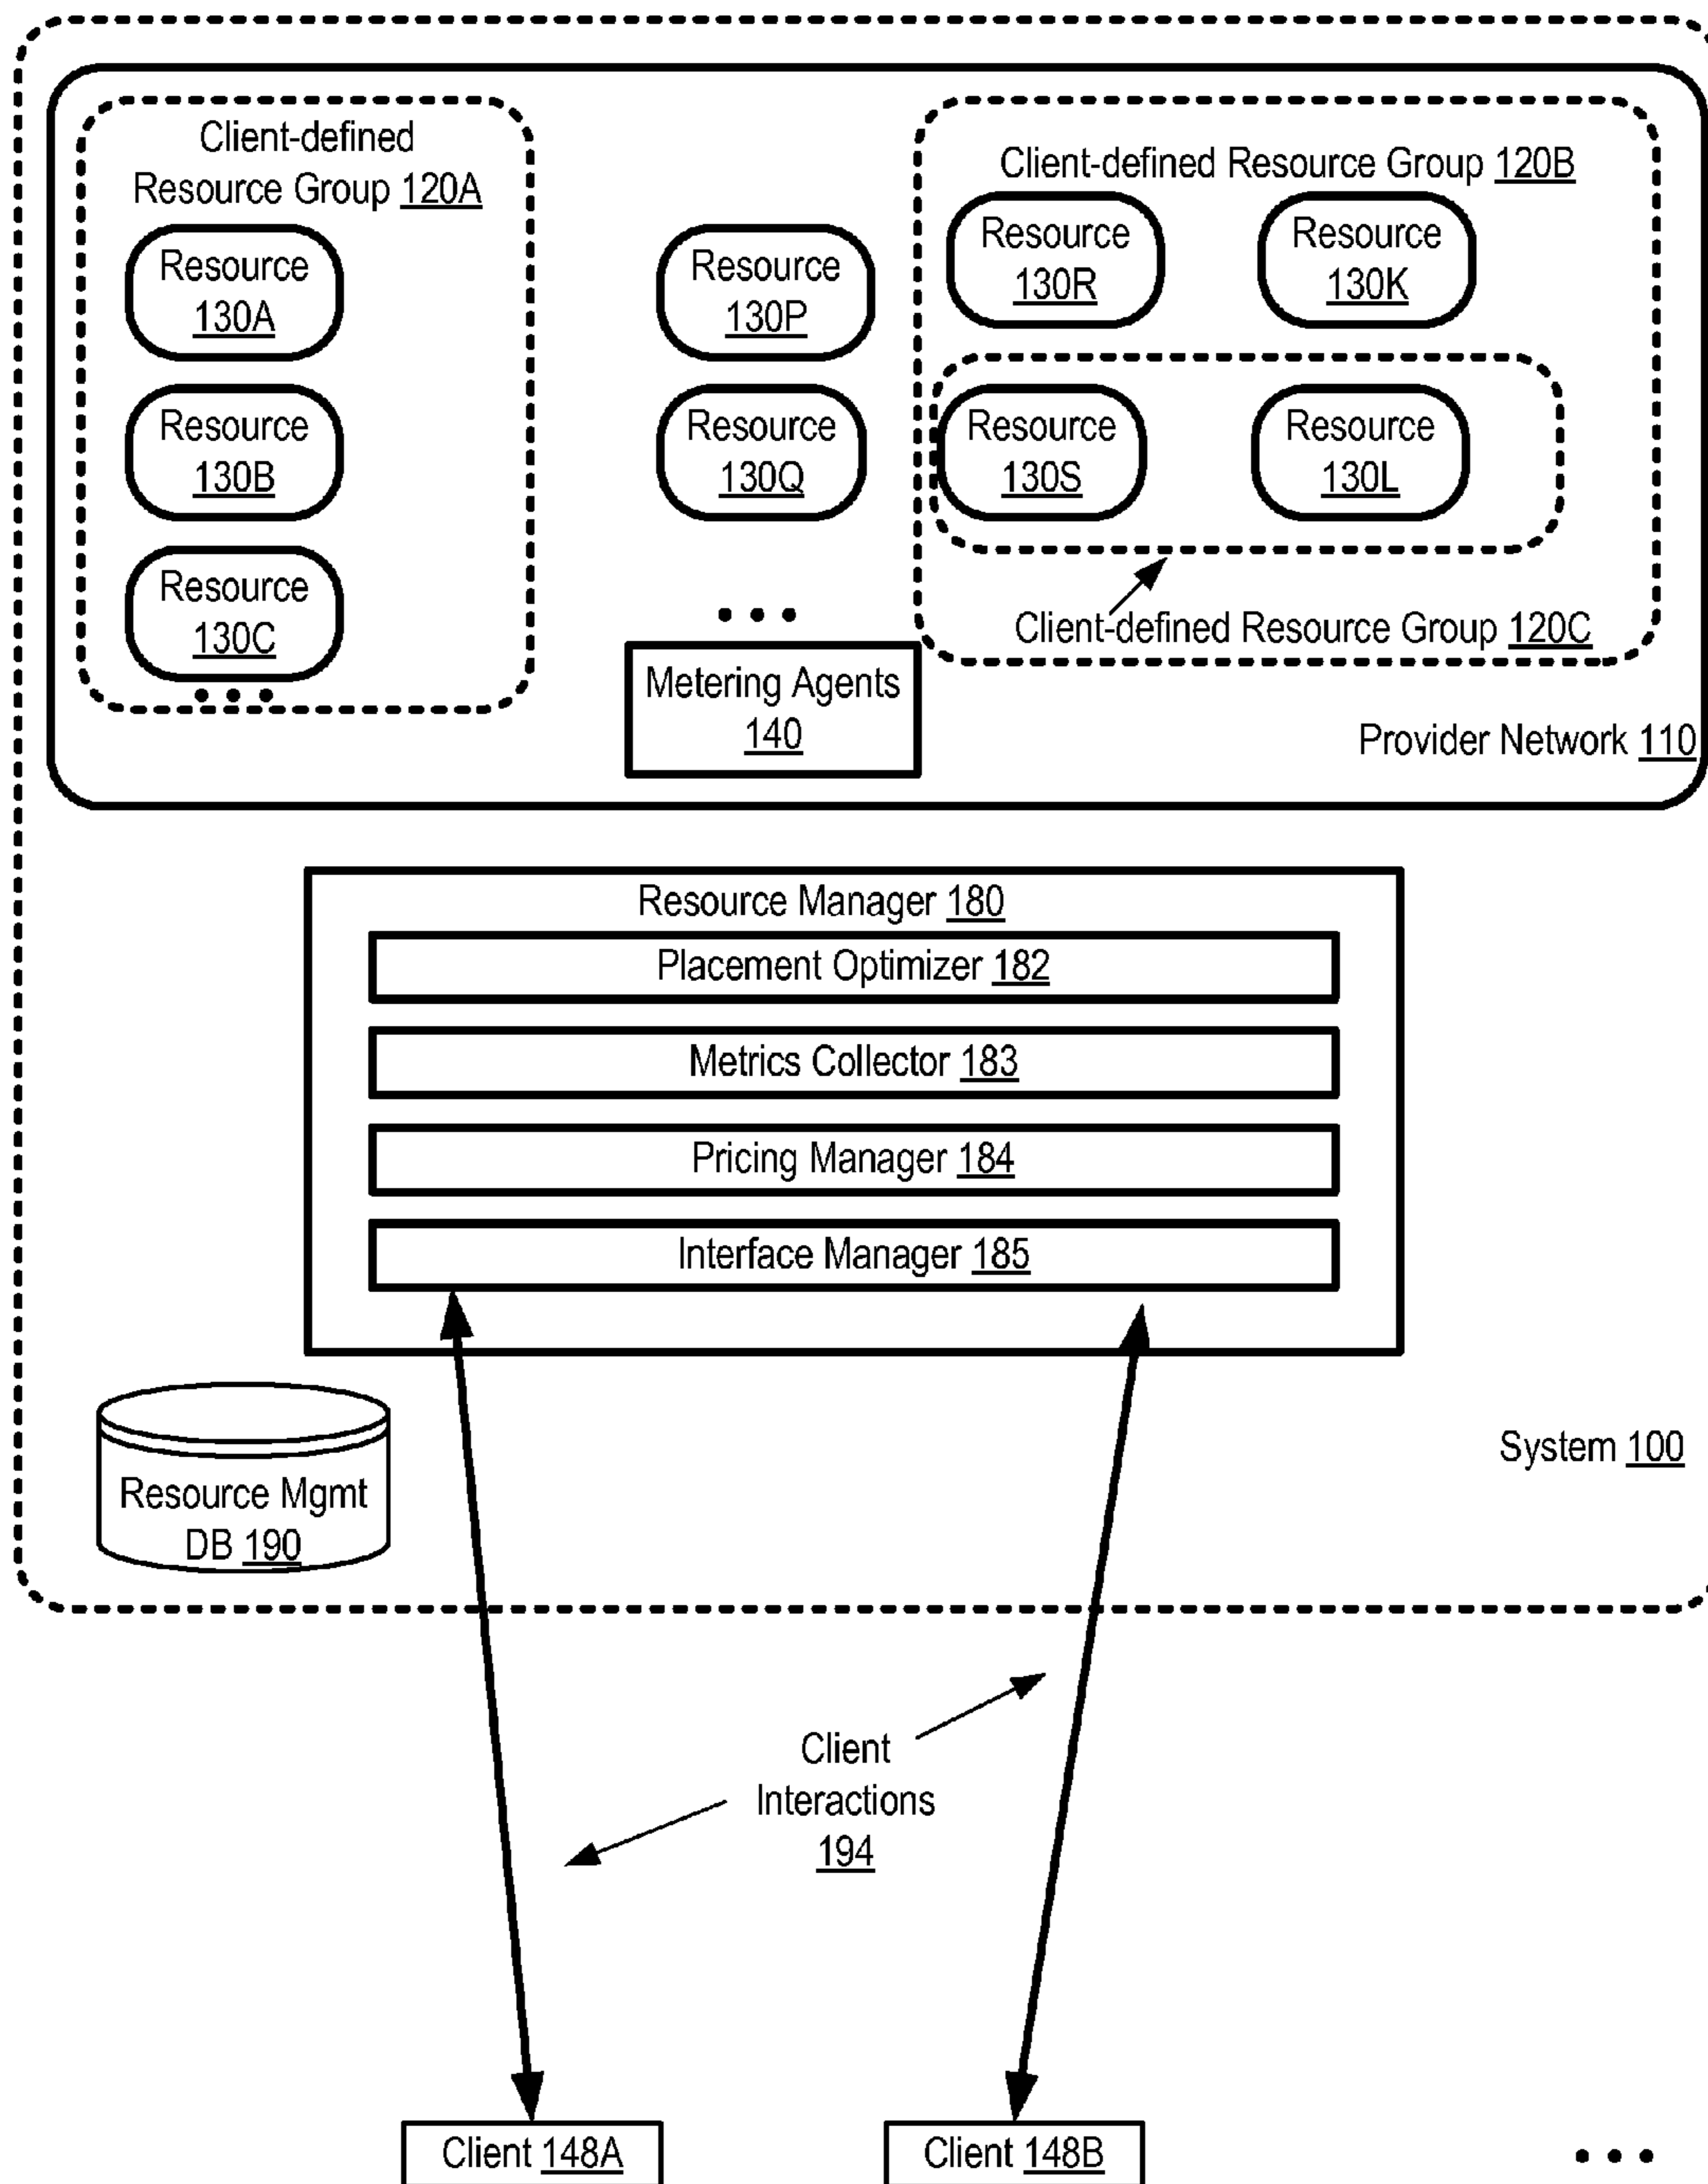 Client-defined
Resource Group 120A
Resource
130A
Resource
130B
Resource
130C
• • •
Resource
130P
Resource
130Q
• • •
Metering Agents
140
Client-defined Resource Group 120B
Resource
130R
Resource
130K
Resource
130S
Resource
130L
Client-defined Resource Group 120C
Provider Network 110
Resource Manager 180
Placement Optimizer 182
Metrics Collector 183
Pricing Manager 184
Interface Manager 185
Resource Mgmt
DB 190
System 100
Client
Interactions
194
Client 148A
Client 148B
• • •